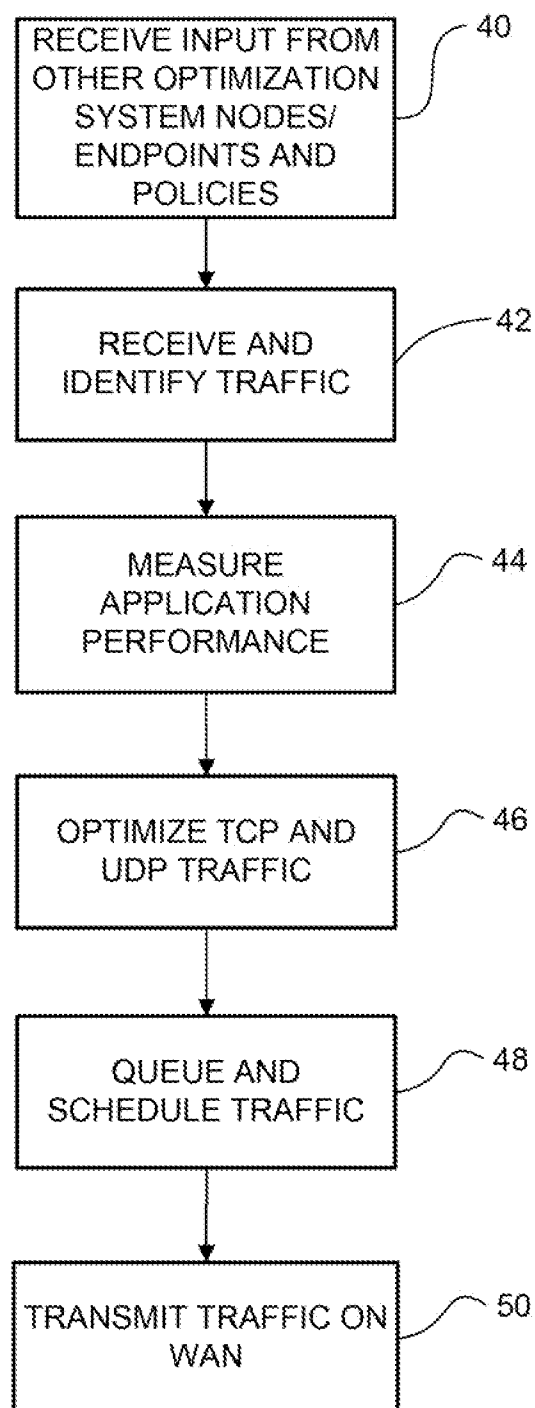 RECEIVE INPUT FROM
OTHER OPTIMIZATION
SYSTEM NODES/
ENDPOINTS AND
POLICIES
40
RECEIVE AND
IDENTIFY TRAFFIC
42
MEASURE
APPLICATION
PERFORMANCE
44
OPTIMIZE TCP AND
UDP TRAFFIC
46
QUEUE AND
SCHEDULE TRAFFIC
48
TRANSMIT TRAFFIC ON
WAN
50